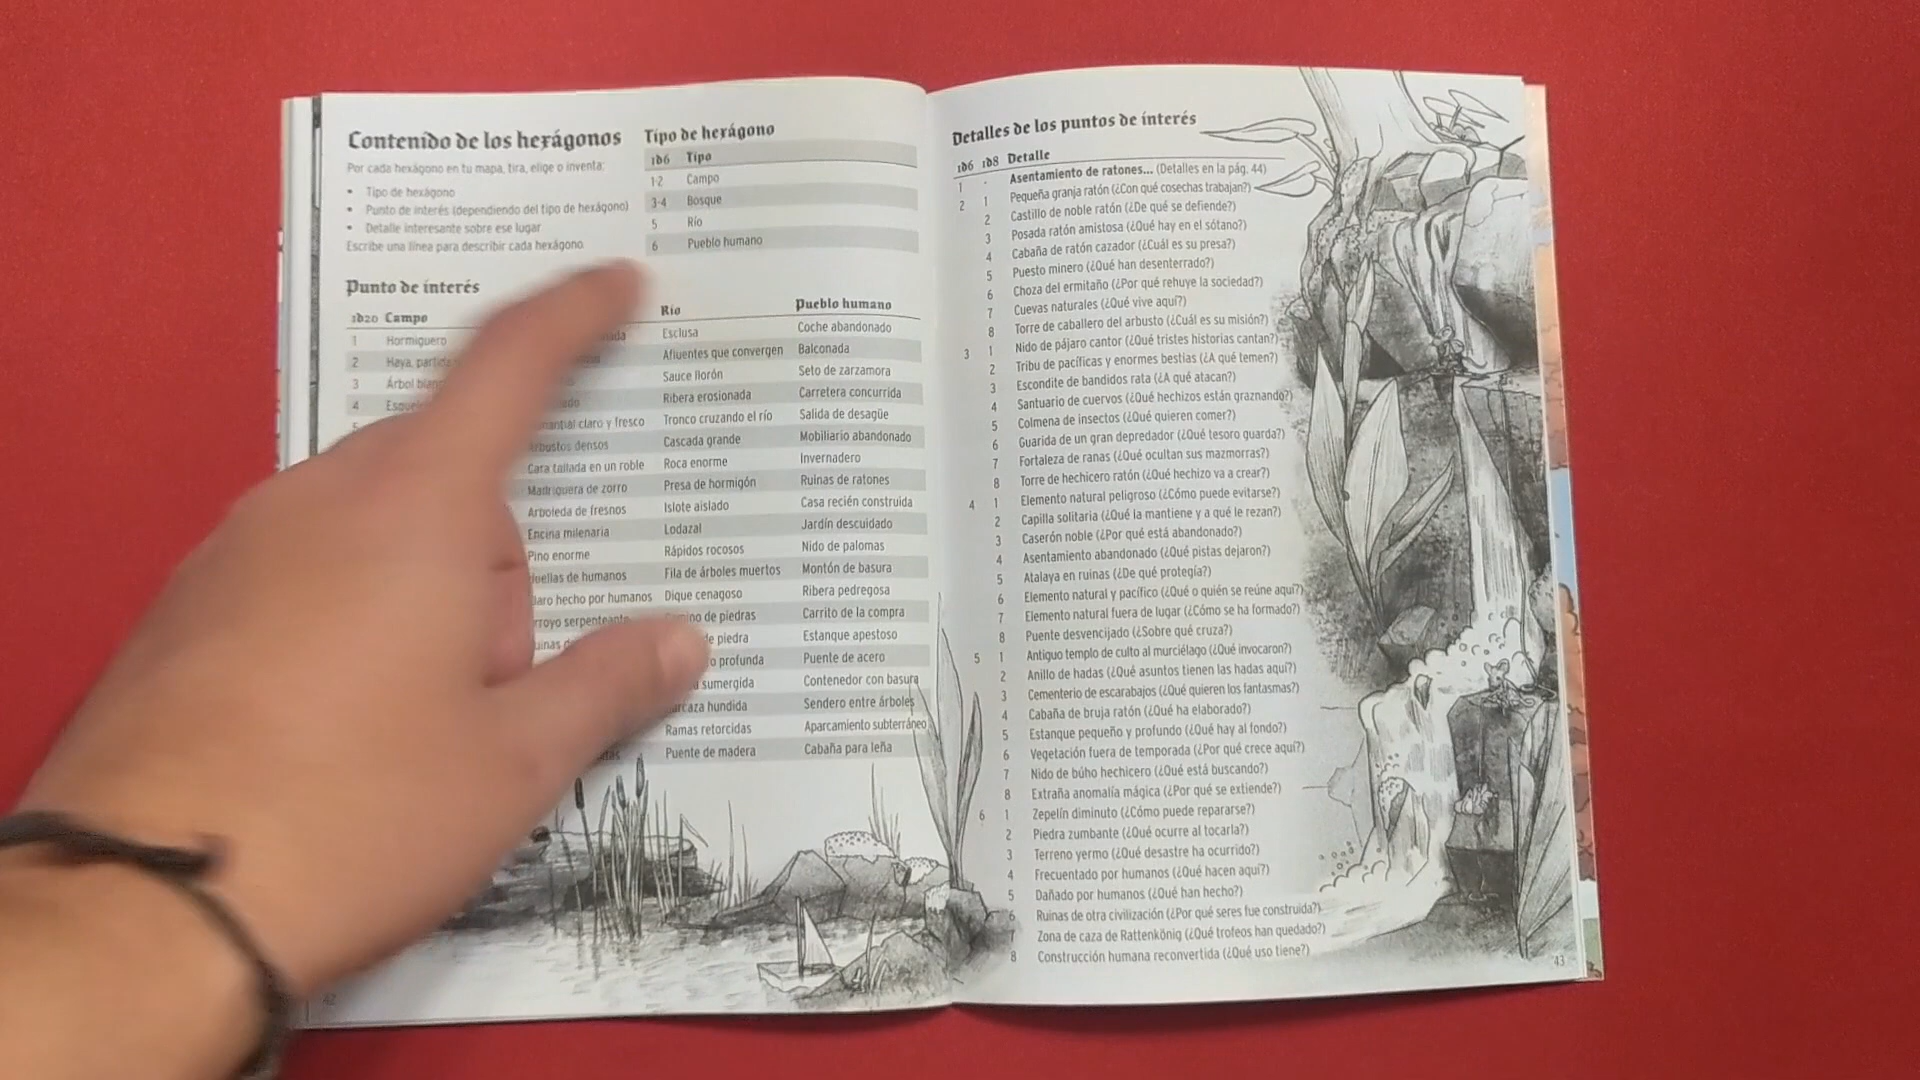 Contenido de los hexágonos
Por cada hexágono en tu mapa, tira, elige o inventa:
• Tipo de hexágono
• Punto de interés (dependiendo del tipo de hexágono)
• Detalle interesante sobre ese lugar
Escribe una línea para describir cada hexágono
Tipo de hexágono
1d6 Tipo
1-2 Campo
3-4 Bosque
5 Río
6 Pueblo humano
Punto de interés
1d20 Campo Río Pueblo humano
1 Hormiguero Esclusa Coche abandonado
2 Haya, Afluentes que convergen Balconada
3 Árbol Sauce llorón Seto de zarzamora
4 Ribera erosionada Carretera concurrida
claro y fresco Tronco cruzando el río Salida de desagüe
densos Cascada grande Mobiliario abandonado
Cara tallada en un roble Roca enorme Invernadero
Madriguera de zorro Presa de hormigón Ruinas de ratones
Arboleda de fresnos Islote aislado Casa recién construida
Encina milenaria Lodazal Jardín descuidado
Pino enorme Rápidos rocosos Nido de palomas
de humanos Fila de árboles muertos Montón de basura
hecho por humanos Dique cenagoso Ribera pedregosa
serpenteante de piedras Carrito de la compra
de piedra Estanque apestoso
profunda Puente de acero
sumergida Contenedor con basura
hundida Sendero entre árboles
Ramas retorcidas Aparcamiento subterráneo
Puente de madera Cabaña para leña
42
Detalles de los puntos de interés
1d6 1d8 Detalle
1 - Asentamiento de ratones... (Detalles en la pág. 44)
2 1 Pequeña granja ratón (¿Con qué cosechas trabajan?)
2 Castillo de noble ratón (¿De qué se defiende?)
3 Posada ratón amistosa (¿Qué hay en el sótano?)
4 Cabaña de ratón cazador (¿Cuál es su presa?)
5 Puesto minero (¿Qué han desenterrado?)
6 Choza del ermitaño (¿Por qué rehuye la sociedad?)
7 Cuevas naturales (¿Qué vive aquí?)
8 Torre de caballero del arbusto (¿Cuál es su misión?)
3 1 Nido de pájaro cantor (¿Qué tristes historias cantan?)
2 Tribu de pacíficas y enormes bestias (¿A qué temen?)
3 Escondite de bandidos rata (¿A qué atacan?)
4 Santuario de cuervos (¿Qué hechizos están graznando?)
5 Colmena de insectos (¿Qué quieren comer?)
6 Guarida de un gran depredador (¿Qué tesoro guarda?)
7 Fortaleza de ranas (¿Qué ocultan sus mazmorras?)
8 Torre de hechicero ratón (¿Qué hechizo va a crear?)
4 1 Elemento natural peligroso (¿Cómo puede evitarse?)
2 Capilla solitaria (¿Qué la mantiene y a qué le rezan?)
3 Caserón noble (¿Por qué está abandonado?)
4 Asentamiento abandonado (¿Qué pistas dejaron?)
5 Atalaya en ruinas (¿De qué protegía?)
6 Elemento natural y pacífico (¿Qué o quién se reúne aquí?)
7 Elemento natural fuera de lugar (¿Cómo se ha formado?)
8 Puente desvencijado (¿Sobre qué cruza?)
5 1 Antiguo templo de culto al murciélago (¿Qué invocaron?)
2 Anillo de hadas (¿Qué asuntos tienen las hadas aquí?)
3 Cementerio de escarabajos (¿Qué quieren los fantasmas?)
4 Cabaña de bruja ratón (¿Qué ha elaborado?)
5 Estanque pequeño y profundo (¿Qué hay al fondo?)
6 Vegetación fuera de temporada (¿Por qué crece aquí?)
7 Nido de búho hechicero (¿Qué está buscando?)
8 Extraña anomalía mágica (¿Por qué se extiende?)
6 1 Zepelín diminuto (¿Cómo puede repararse?)
2 Piedra zumbante (¿Qué ocurre al tocarla?)
3 Terreno yermo (¿Qué desastre ha ocurrido?)
4 Frecuentado por humanos (¿Qué hacen aquí?)
5 Dañado por humanos (¿Qué han hecho?)
6 Ruinas de otra civilización (¿Por qué seres fue construida?)
7 Zona de caza de Rattenkönig (¿Qué trofeos han quedado?)
8 Construcción humana reconvertida (¿Qué uso tiene?)
43